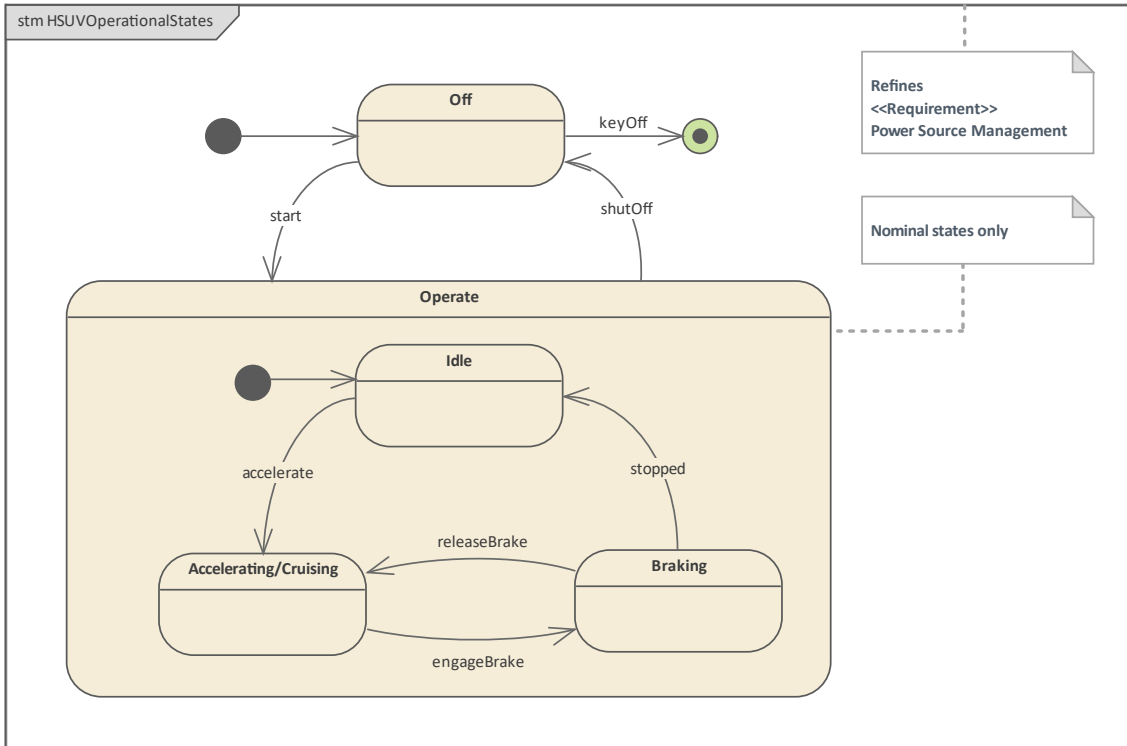 stm HSUVOperationalStates
Refines
<<Requirement>>
Power Source Management
Off
keyOff
start
shutOff
Nominal states only
Operate
Idle
accelerate
stopped
releaseBrake
Accelerating/Cruising
Braking
engageBrake